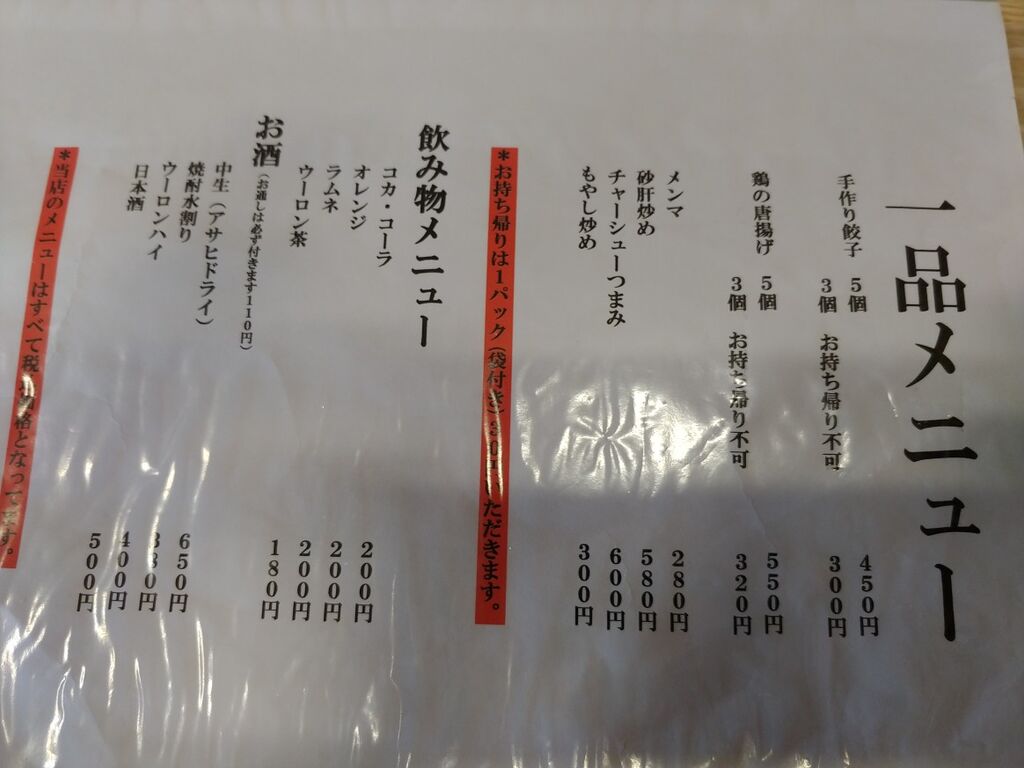 一品メニュー
手作り餃子 5個 450円
3個 お持ち帰り不可 300円
鶏の唐揚げ 5個 550円
3個 お持ち帰り不可 320円
メンマ 280円
砂肝炒め 580円
チャーシューつまみ 600円
もやし炒め 300円
*お持ち帰りは1パック(袋付き)30円いただきます。
飲み物メニュー
コカ・コーラ 200円
オレンジ 200円
ラムネ 200円
ウーロン茶 180円
お酒(お通しは必ず付きます110円)
中生(アサヒドライ) 650円
焼酎水割り 380円
ウーロンハイ 400円
日本酒 500円
*当店のメニューはすべて税 格となってます。